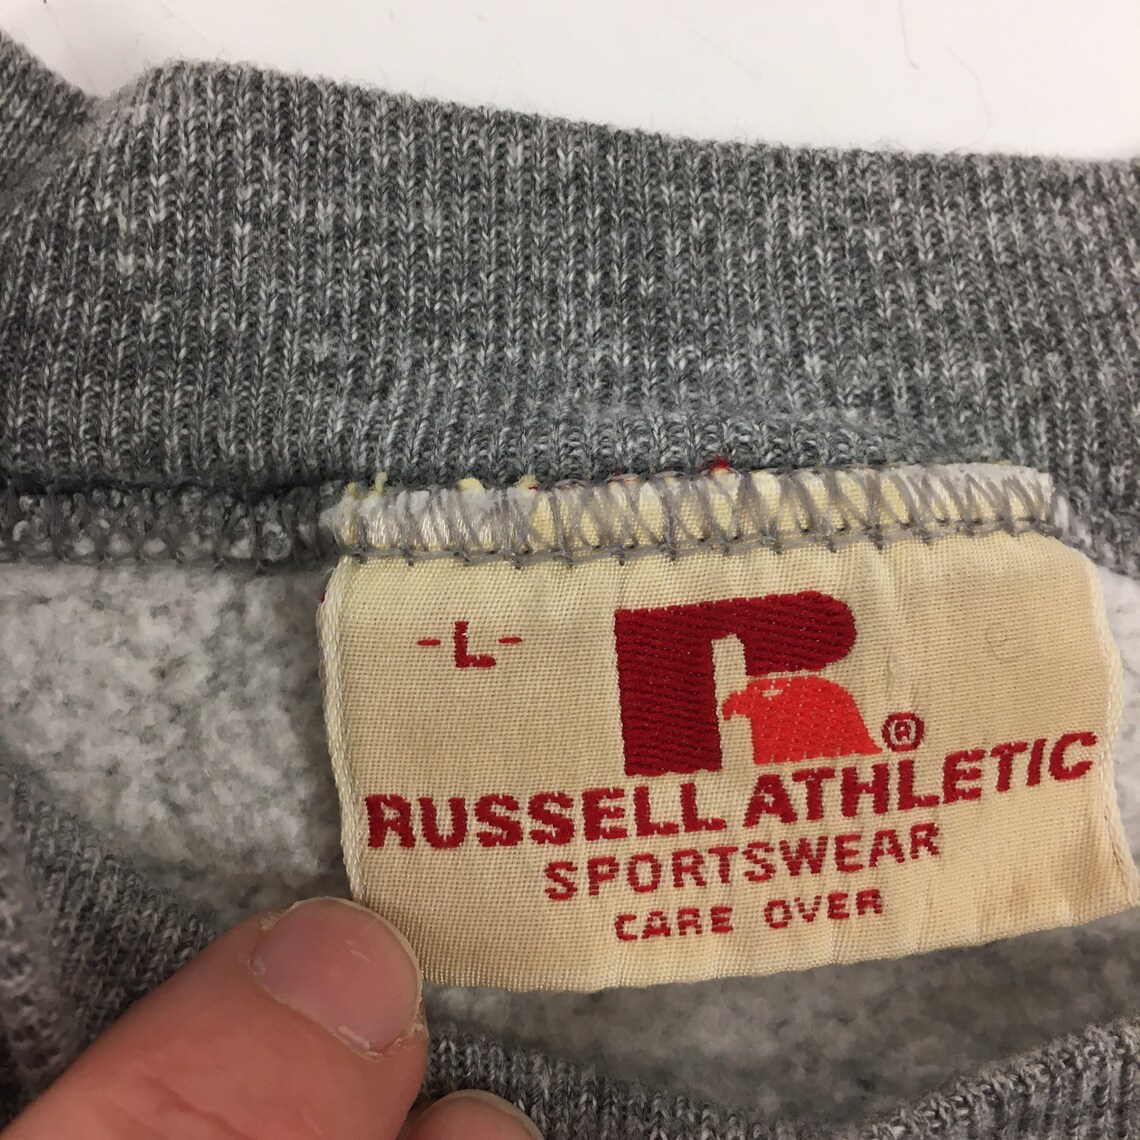 -L-
R®
RUSSELL ATHLETIC
SPORTSWEAR
CARE OVER